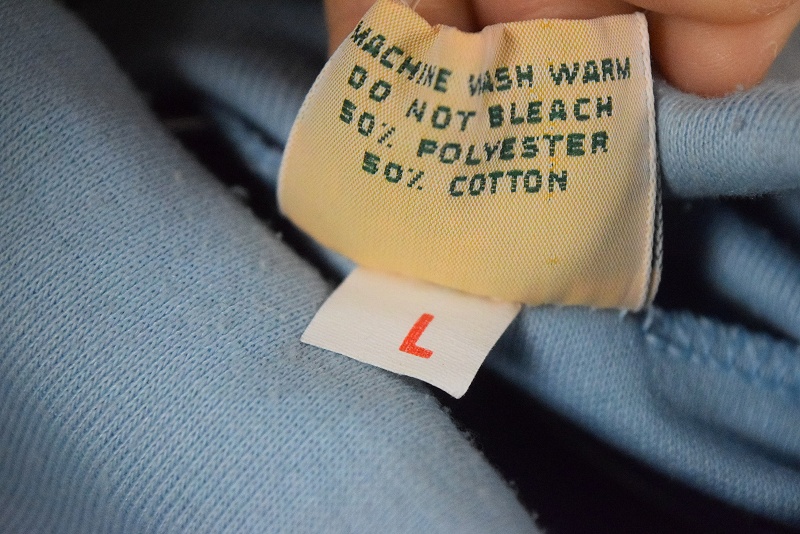 MACHINE WASH WARM
DO NOT BLEACH
50% POLYESTER
50% COTTON
L